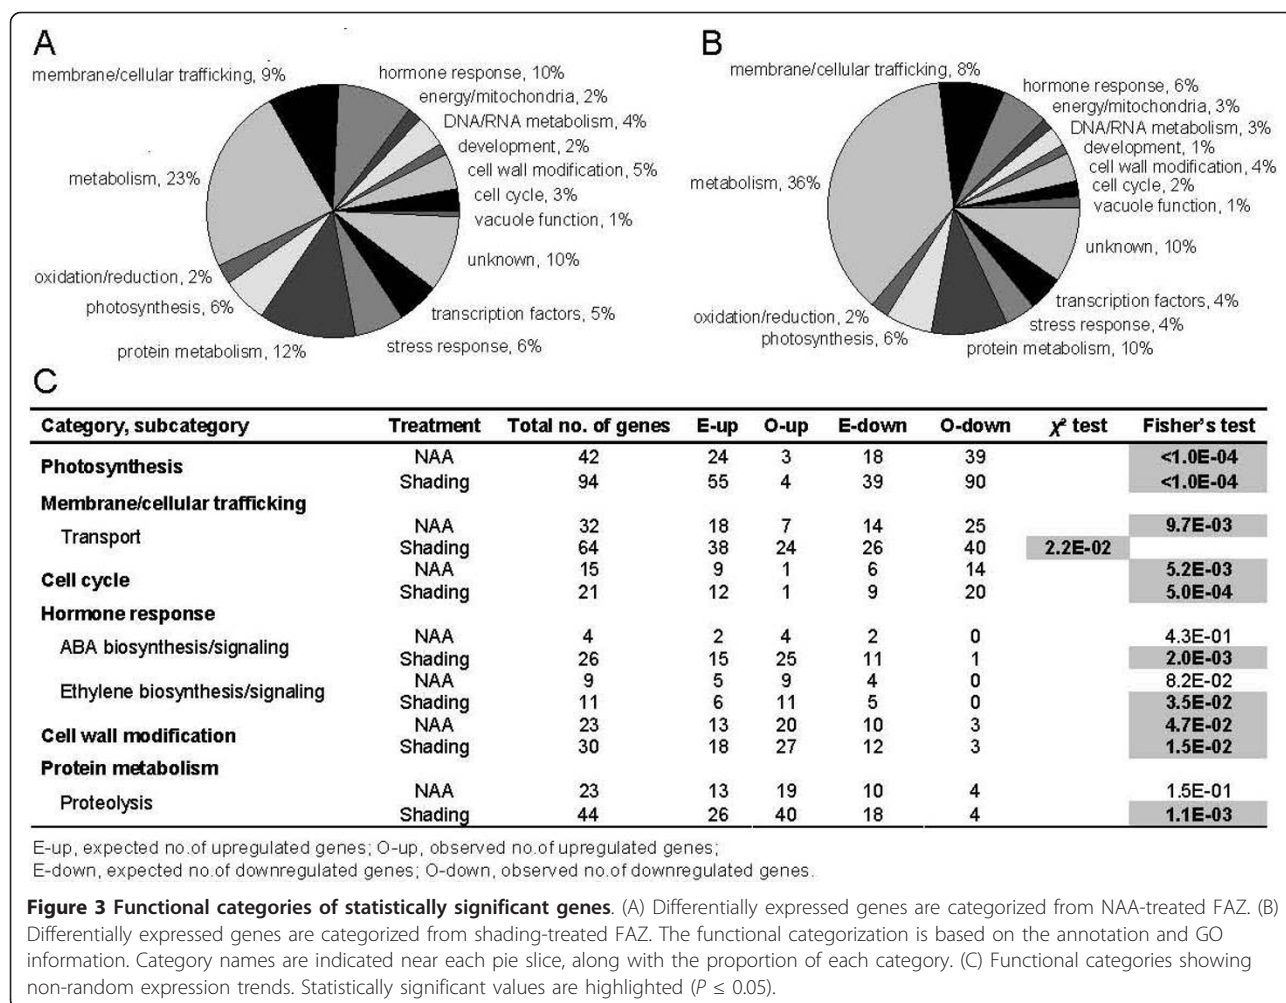 A
membrane/cellular trafficking, 9%
hormone response, 10%
energy/mitochondria, 2%
DNA/RNA metabolism, 4%
development, 2%
cell wall modification, 5%
cell cycle, 3%
vacuole function, 1%
unknown, 10%
transcription factors, 5%
stress response, 6%
protein metabolism, 12%
photosynthesis, 6%
oxidation/reduction, 2%
metabolism, 23%
B
membrane/cellular trafficking, 8%
hormone response, 6%
energy/mitochondria, 3%
DNA/RNA metabolism, 3%
development, 1%
cell wall modification, 4%
cell cycle, 2%
vacuole function, 1%
unknown, 10%
transcription factors, 4%
stress response, 4%
protein metabolism, 10%
photosynthesis, 6%
oxidation/reduction, 2%
metabolism, 36%
C
Category, subcategory Treatment Total no. of genes E-up O-up E-down O-down χ² test Fisher's test
Photosynthesis NAA 42 24 3 18 39 <1.0E-04
Shading 94 55 4 39 90 <1.0E-04
Membrane/cellular trafficking
Transport NAA 32 18 7 14 25 9.7E-03
Shading 64 38 24 26 40 2.2E-02
Cell cycle NAA 15 9 1 6 14 5.2E-03
Shading 21 12 1 9 20 5.0E-04
Hormone response
ABA biosynthesis/signaling NAA 4 2 4 2 0 4.3E-01
Shading 26 15 25 11 1 2.0E-03
Ethylene biosynthesis/signaling NAA 9 5 9 4 0 8.2E-02
Shading 11 6 11 5 0 3.5E-02
Cell wall modification NAA 23 13 20 10 3 4.7E-02
Shading 30 18 27 12 3 1.5E-02
Protein metabolism
Proteolysis NAA 23 13 19 10 4 1.5E-01
Shading 44 26 40 18 4 1.1E-03
E-up, expected no.of upregulated genes; O-up, observed no.of upregulated genes;
E-down, expected no.of downregulated genes; O-down, observed no.of downregulated genes.
Figure 3 Functional categories of statistically significant genes. (A) Differentially expressed genes are categorized from NAA-treated FAZ. (B)
Differentially expressed genes are categorized from shading-treated FAZ. The functional categorization is based on the annotation and GO
information. Category names are indicated near each pie slice, along with the proportion of each category. (C) Functional categories showing
non-random expression trends. Statistically significant values are highlighted (P ≤ 0.05).